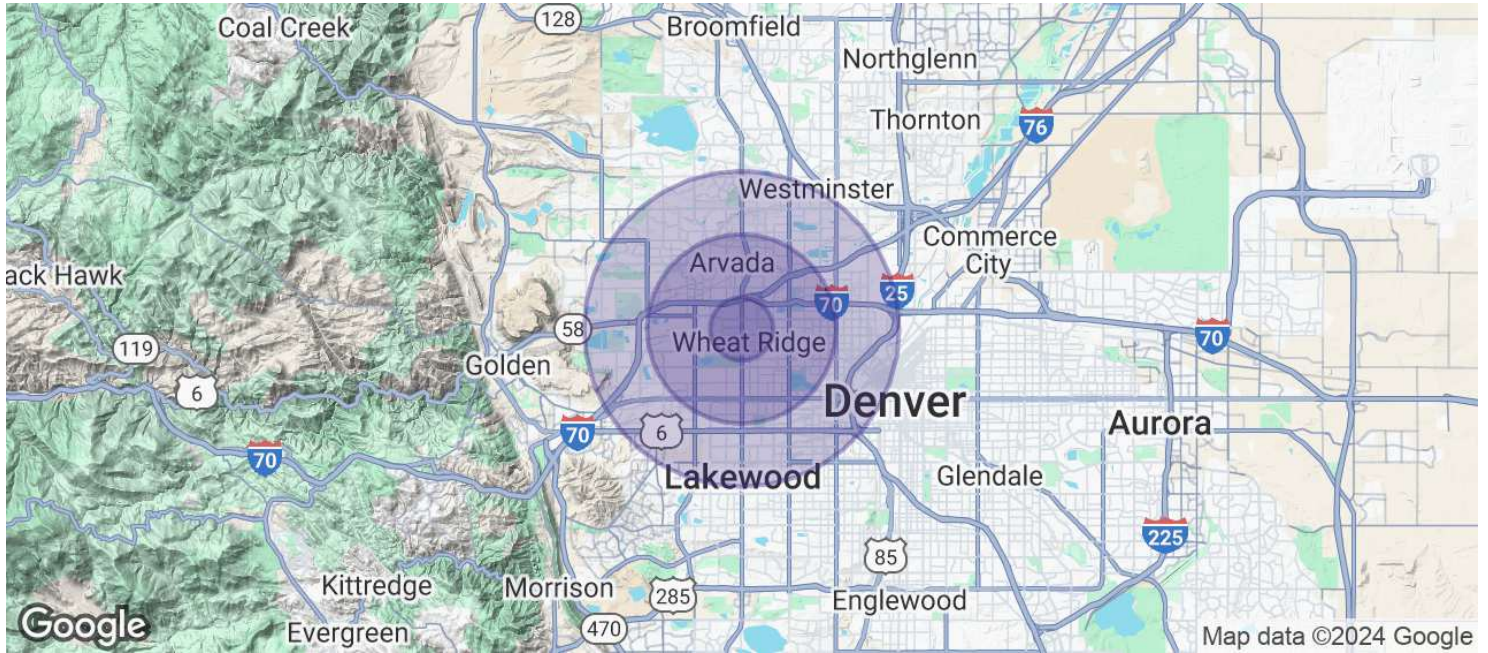 Coal Creek
128
Broomfield
Northglenn
Thornton
76
Westminster
Commerce
City
Arvada
ack Hawk
70
25
58
Wheat Ridge
70
119
6
Golden
Denver
Aurora
70
6
70
Lakewood
Glendale
225
85
Kittredge
Morrison
285
Englewood
Evergreen
470
Google
Map data ©2024 Google